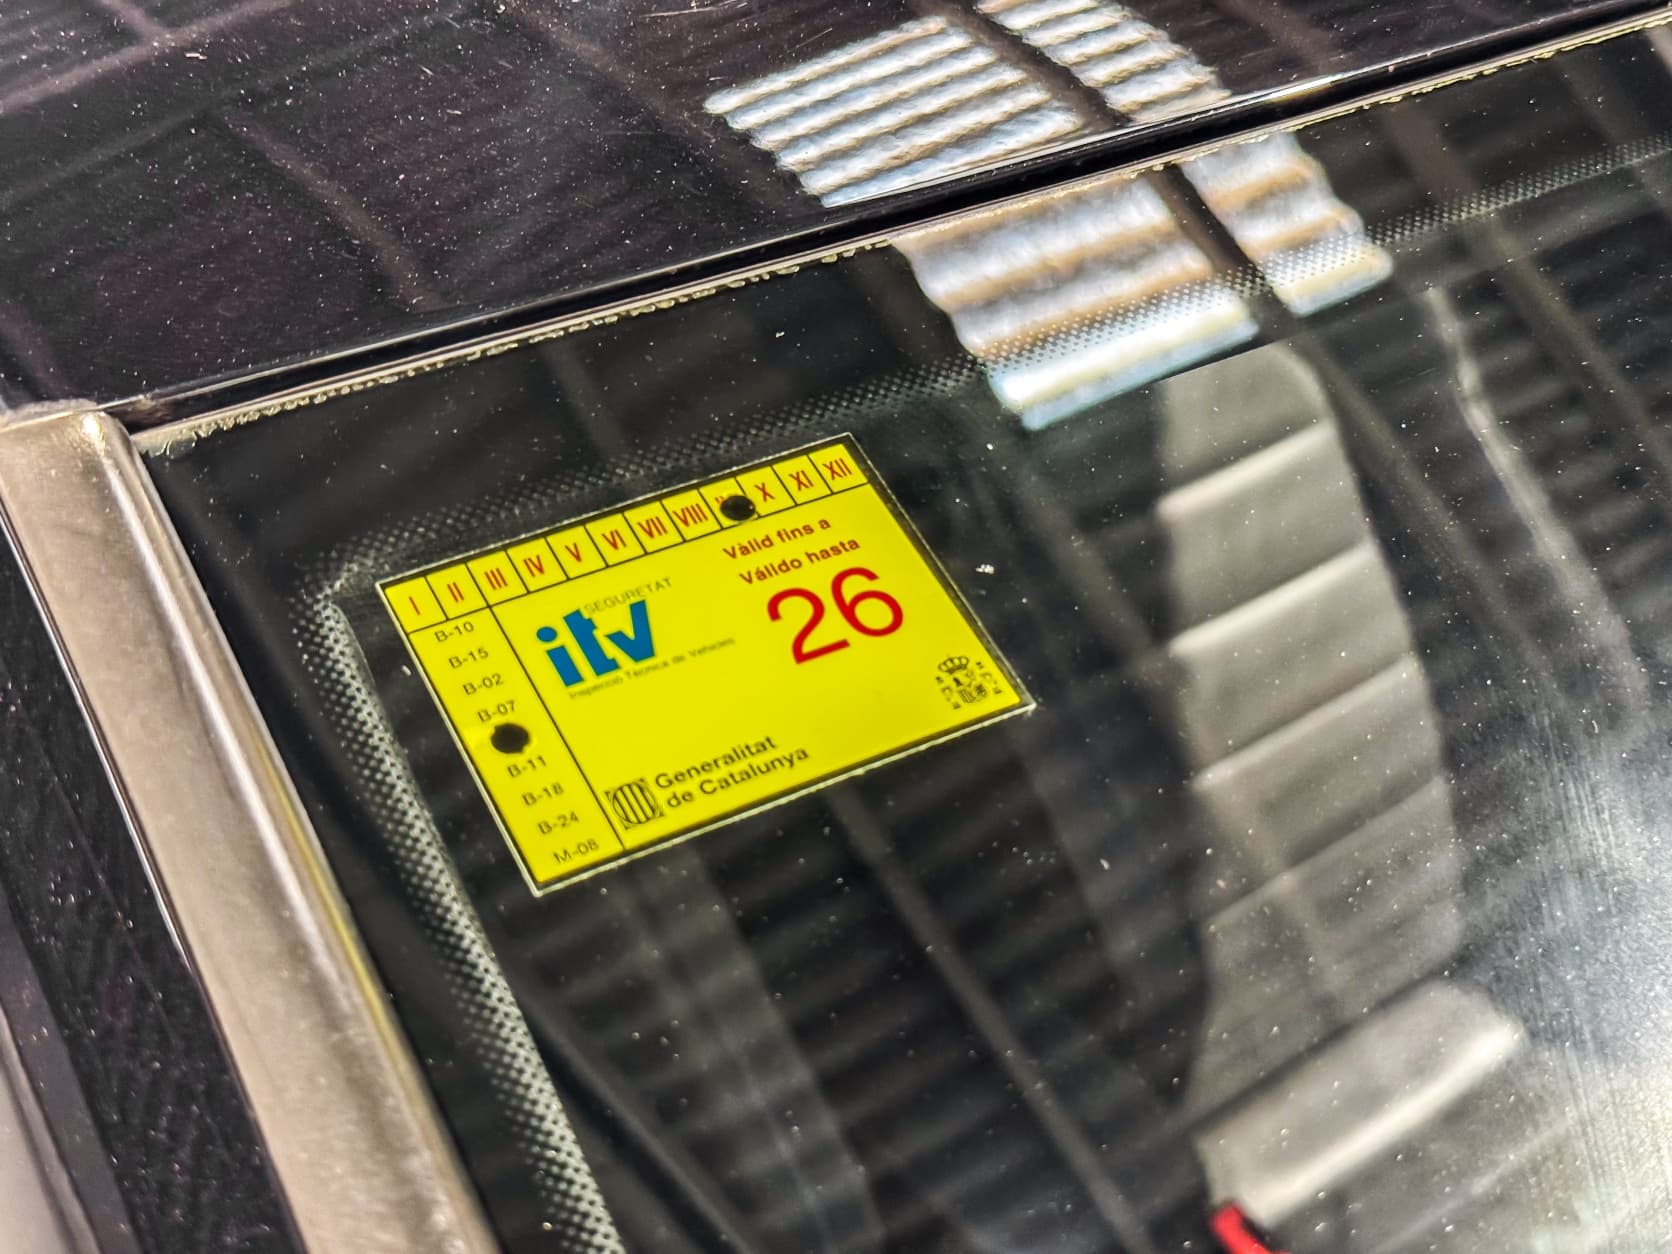 I II III IV V VI VII VIII X XI XII
Vàlid fins a
Válido hasta
26
SEGURETAT
itv
Inspecció Tècnica de Vehicles
B-10
B-15
B-02
B-07
B-11
B-18
B-24
M-08
Generalitat
de Catalunya